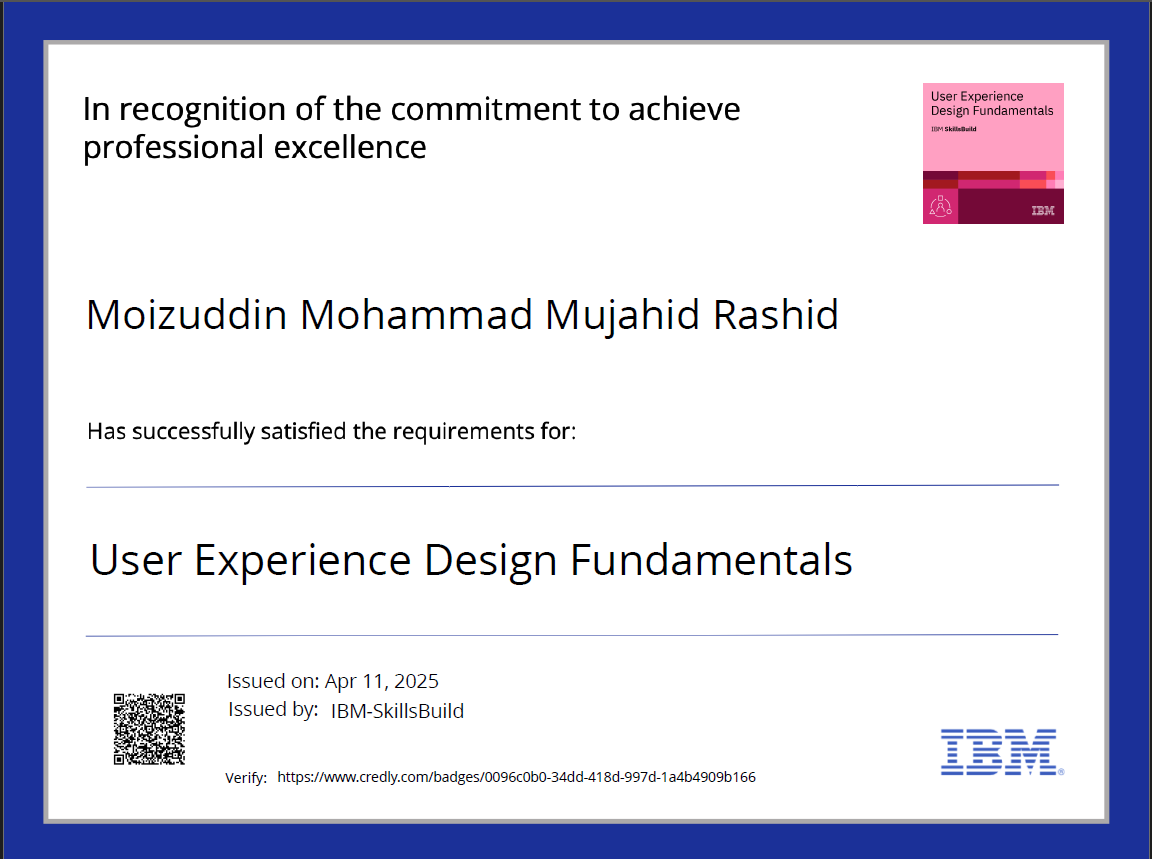 In recognition of the commitment to achieve
professional excellence
User Experience
Design Fundamentals
IBM SkillsBuild
IBM
Moizuddin Mohammad Mujahid Rashid
Has successfully satisfied the requirements for:
User Experience Design Fundamentals
Issued on: Apr 11, 2025
Issued by: IBM-SkillsBuild
Verify: https://www.credly.com/badges/0096c0b0-34dd-418d-997d-1a4b4909b166
IBM®